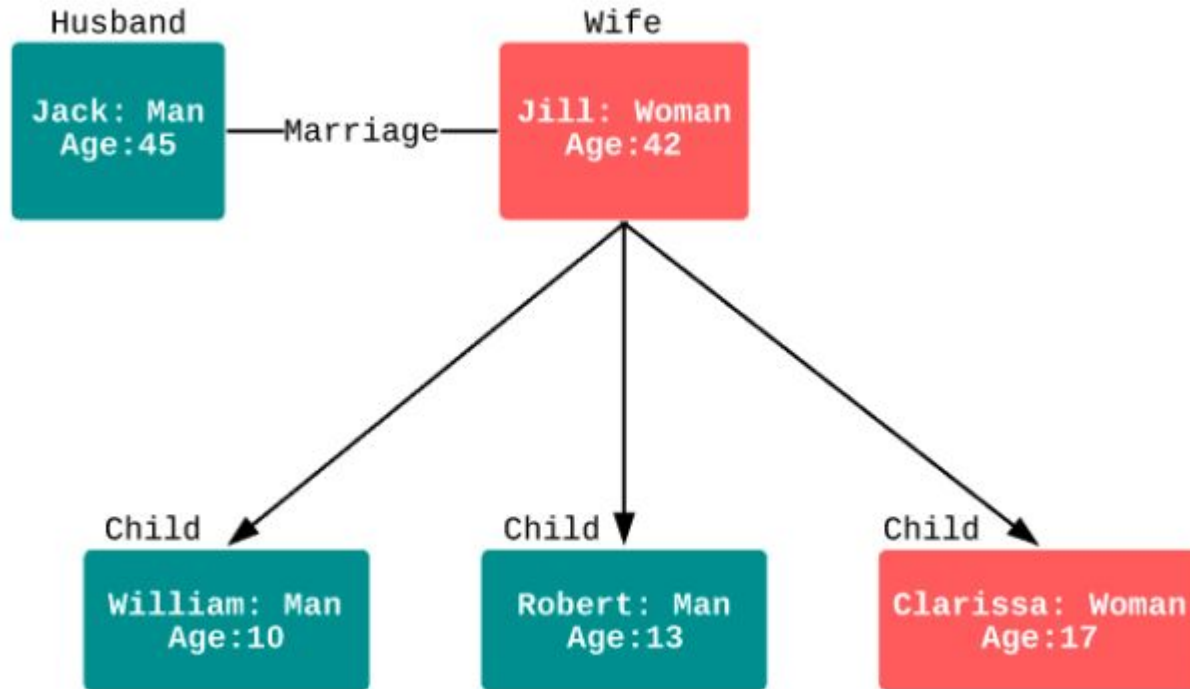 Husband
Wife
Jack: Man
Age:45
Marriage
Jill: Woman
Age:42
Child
William: Man
Age:10
Child
Robert: Man
Age:13
Child
Clarissa: Woman
Age:17